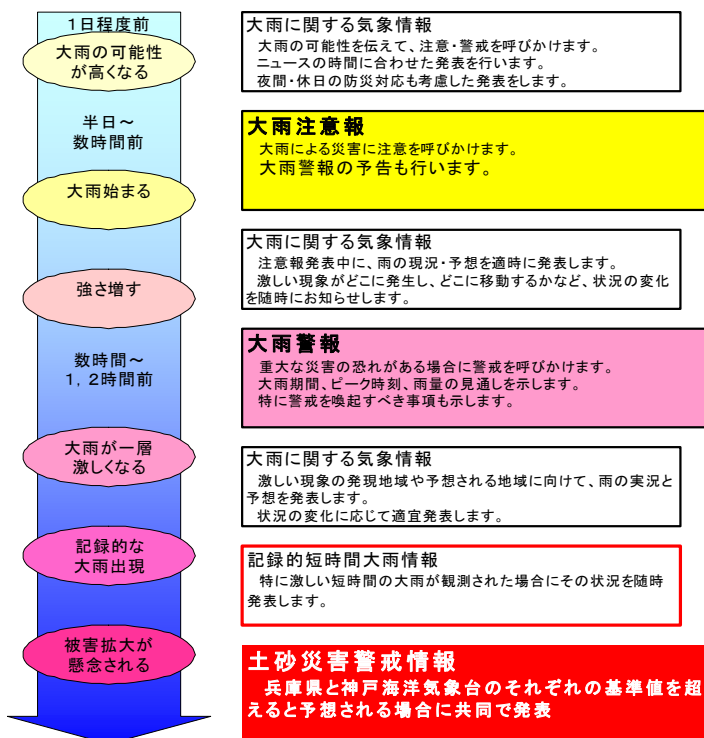 1日程度前
大雨の可能性
が高くなる
大雨に関する気象情報
大雨の可能性を伝えて、注意・警戒を呼びかけます。
ニュースの時間に合わせた発表を行います。
夜間・休日の防災対応も考慮した発表をします。
半日～
数時間前
大雨注意報
大雨による災害に注意を呼びかけます。
大雨警報の予告も行います。
大雨始まる
大雨に関する気象情報
注意報発表中に、雨の現況・予想を適時に発表します。
激しい現象がどこに発生し、どこに移動するかなど、状況の変化
を随時にお知らせします。
強さ増す
大雨警報
重大な災害の恐れがある場合に警戒を呼びかけます。
大雨期間、ピーク時刻、雨量の見通しを示します。
特に警戒を喚起すべき事項も示します。
数時間～
1，2時間前
大雨が一層
激しくなる
大雨に関する気象情報
激しい現象の発現地域や予想される地域に向けて、雨の実況と
予想を発表します。
状況の変化に応じて適宜発表します。
記録的な
大雨出現
記録的短時間大雨情報
特に激しい短時間の大雨が観測された場合にその状況を随時
発表します。
被害拡大が
懸念される
土砂災害警戒情報
兵庫県と神戸海洋気象台のそれぞれの基準値を超
えると予想される場合に共同で発表